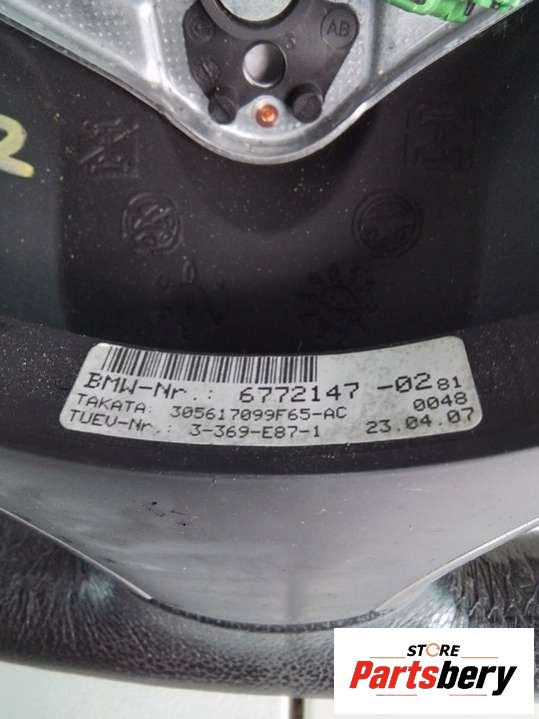 AB
BMW-Nr.: 6772147 -02 81
TAKATA: 305617099F65-AC 0048
TUEV-Nr.: 3-369-E87-1 23.04.07
STORE
Partsbery